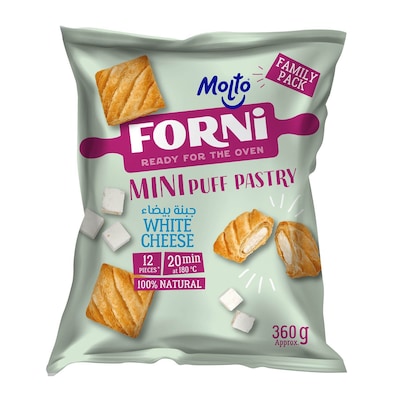 Molto
FAMILY
PACK
FORNi
READY FOR THE OVEN
MINI PUFF PASTRY
جبنة بيضاء
WHITE
CHEESE
12
PIECES*
20 min
at 180 °C
100% NATURAL
360 g
Approx.